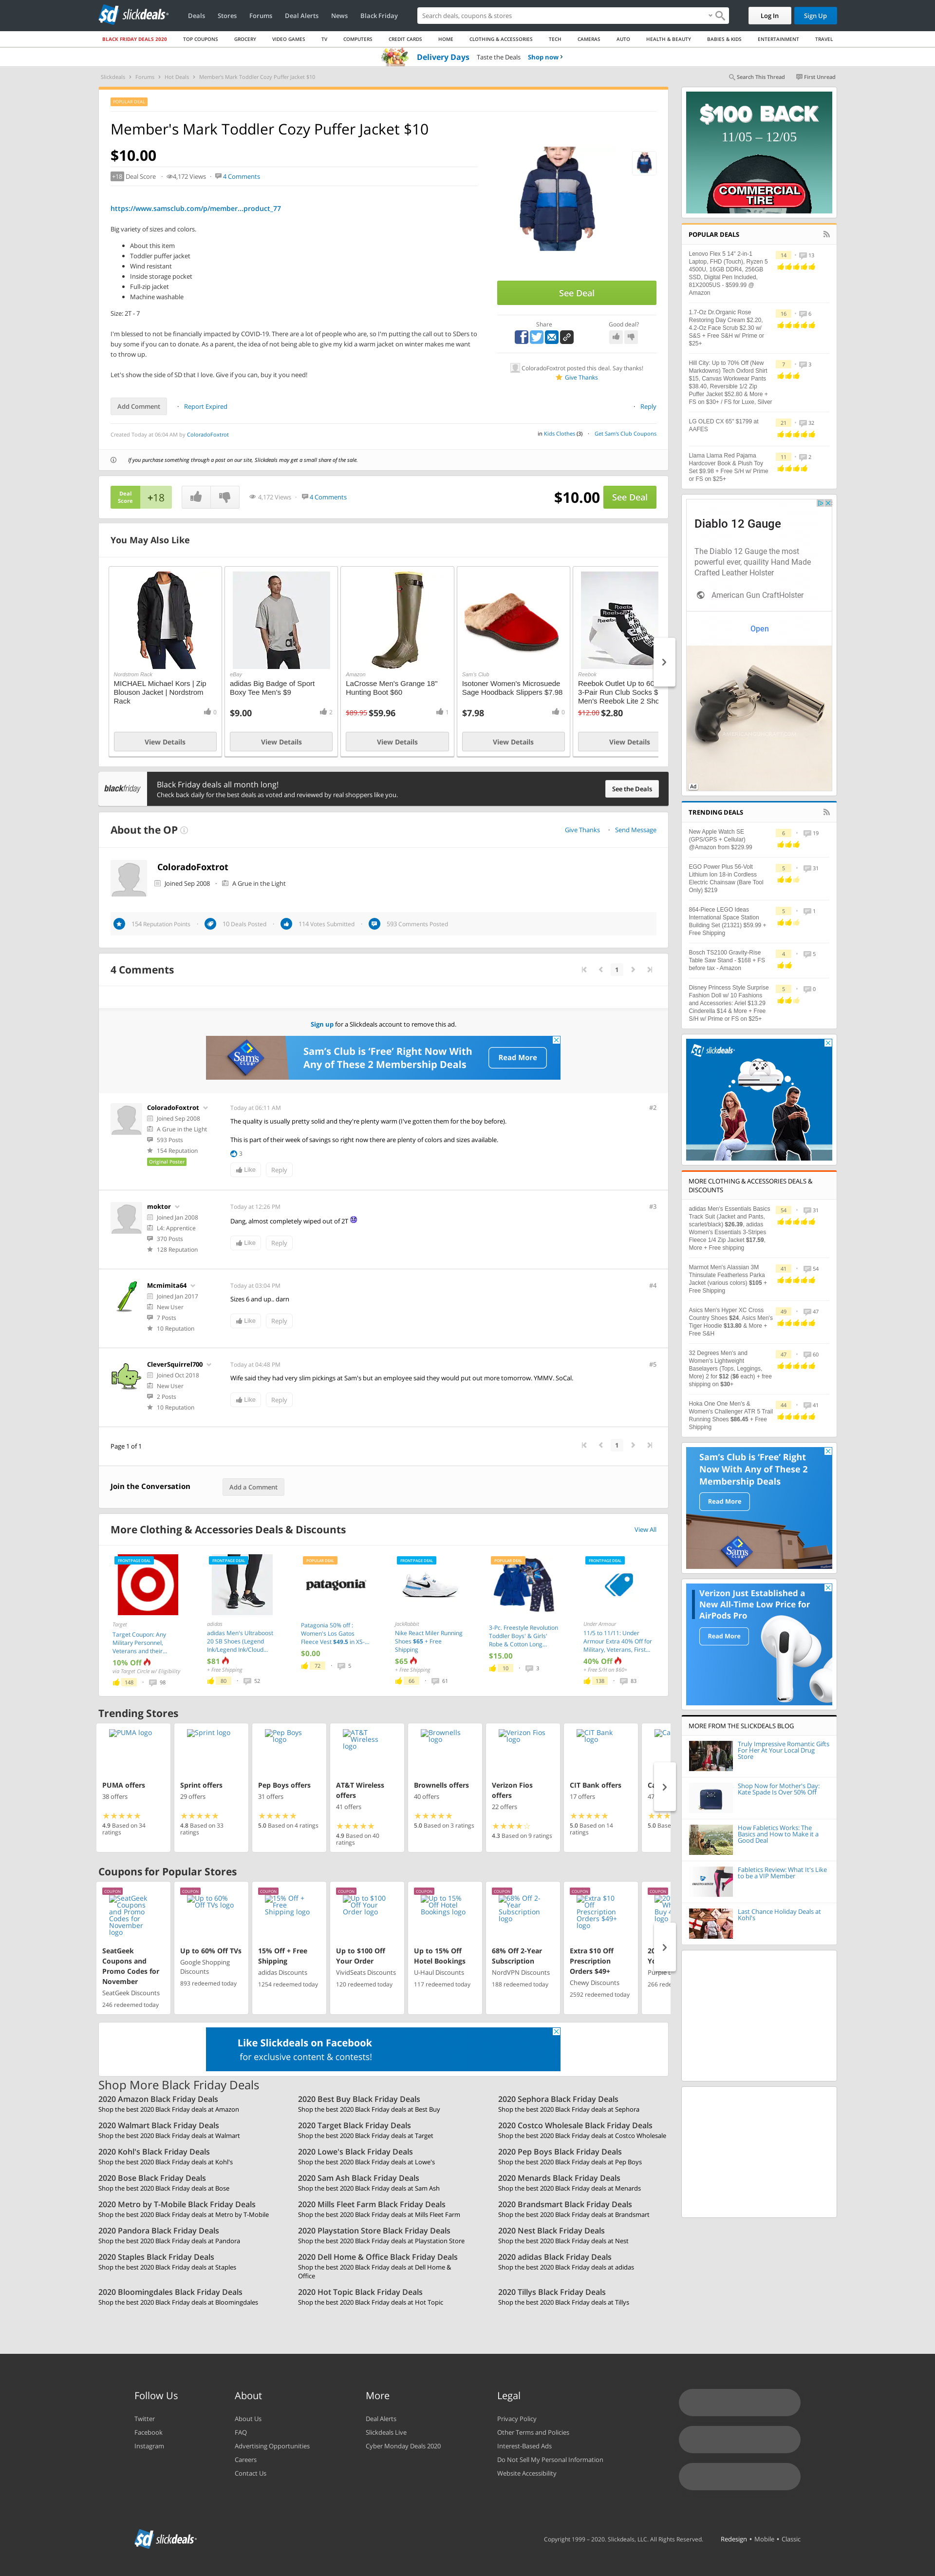 slickdeals
Deals
Stores
Forums
Deal Alerts
News
Black Friday
Search deals, coupons & stores
Log In
Sign Up
BLACK FRIDAY DEALS 2020
TOP COUPONS
GROCERY
VIDEO GAMES
TV
COMPUTERS
CREDIT CARDS
HOME
CLOTHING & ACCESSORIES
TECH
CAMERAS
AUTO
HEALTH & BEAUTY
BABIES & KIDS
ENTERTAINMENT
TRAVEL
Delivery Days Taste the Deals Shop now
Slickdeals > Forums > Hot Deals > Member's Mark Toddler Cozy Puffer Jacket $10
Search This Thread
First Unread
POPULAR DEAL
Member's Mark Toddler Cozy Puffer Jacket $10
$10.00
+18 Deal Score
4,172 Views
4 Comments
https://www.samsclub.com/p/member...product_77
Big variety of sizes and colors.
About this item
Toddler puffer jacket
Wind resistant
Inside storage pocket
Full-zip jacket
Machine washable
Size: 2T - 7
I'm blessed to not be financially impacted by COVID-19. There are a lot of people who are, so I'm putting the call out to SDers to
buy some if you can to donate. As a parent, the idea of not being able to give my kid a warm jacket on winter makes me want
to throw up.
Let's show the side of SD that I love. Give if you can, buy it you need!
See Deal
Share
Good deal?
ColoradoFoxtrot posted this deal. Say thanks!
Give Thanks
Add Comment
Report Expired
Reply
Created Today at 06:04 AM by ColoradoFoxtrot
in Kids Clothes (3)
Get Sam's Club Coupons
If you purchase something through a post on our site, Slickdeals may get a small share of the sale.
Deal
Score
+18
4,172 Views
4 Comments
$10.00
See Deal
You May Also Like
Nordstrom Rack
MICHAEL Michael Kors | Zip
Blouson Jacket | Nordstrom
Rack
0
View Details
eBay
adidas Big Badge of Sport
Boxy Tee Men's $9
$9.00
2
View Details
Amazon
LaCrosse Men's Grange 18"
Hunting Boot $60
$89.95 $59.96
1
View Details
Sam's Club
Isotoner Women's Microsuede
Sage Hoodback Slippers $7.98
$7.98
0
View Details
Reebok
Reebok Outlet Up to 60
3-Pair Run Club Socks $
Men's Reebok Lite 2 Sho
$12.00 $2.80
View Details
blackfriday
Black Friday deals all month long!
Check back daily for the best deals as voted and reviewed by real shoppers like you.
See the Deals
About the OP
Give Thanks
Send Message
ColoradoFoxtrot
Joined Sep 2008
A Grue in the Light
154 Reputation Points
10 Deals Posted
114 Votes Submitted
593 Comments Posted
4 Comments
1
Sign up for a Slickdeals account to remove this ad.
Sam's Club
Sam's Club is 'Free' Right Now With
Any of These 2 Membership Deals
Read More
ColoradoFoxtrot
Joined Sep 2008
A Grue in the Light
593 Posts
154 Reputation
Original Poster
Today at 06:11 AM
#2
The quality is usually pretty solid and they're plenty warm (I've gotten them for the boy before).
This is part of their week of savings so right now there are plenty of colors and sizes available.
3
Like
Reply
moktor
Joined Jan 2008
L4: Apprentice
370 Posts
128 Reputation
Today at 12:26 PM
#3
Dang, almost completely wiped out of 2T
Like
Reply
Mcmimita64
Joined Jan 2017
New User
7 Posts
10 Reputation
Today at 03:04 PM
#4
Sizes 6 and up.. darn
Like
Reply
CleverSquirrel700
Joined Oct 2018
New User
2 Posts
10 Reputation
Today at 04:48 PM
#5
Wife said they had very slim pickings at Sam's but an employee said they would put out more tomorrow. YMMV. SoCal.
Like
Reply
Page 1 of 1
1
Join the Conversation
Add a Comment
More Clothing & Accessories Deals & Discounts
View All
FRONTPAGE DEAL
Target
Target Coupon: Any
Military Personnel,
Veterans and their...
10% Off
via Target Circle w/ Eligibility
148
98
FRONTPAGE DEAL
adidas
adidas Men's Ultraboost
20 SB Shoes (Legend
Ink/Legend Ink/Cloud...
$81
+ Free Shipping
80
52
POPULAR DEAL
patagonia
Patagonia 50% off :
Women's Los Gatos
Fleece Vest $49.5 in XS-...
$0.00
72
5
FRONTPAGE DEAL
JackRabbit
Nike React Miler Running
Shoes $65 + Free
Shipping
$65
+ Free Shipping
66
61
POPULAR DEAL
3-Pc. Freestyle Revolution
Toddler Boys' & Girls'
Robe & Cotton Long...
$15.00
10
3
FRONTPAGE DEAL
Under Armour
11/5 to 11/11: Under
Armour Extra 40% Off for
Military, Veterans, First...
40% Off
+ Free S/H on $60+
138
83
Trending Stores
PUMA logo
PUMA offers
38 offers
4.9 Based on 34
ratings
Sprint logo
Sprint offers
29 offers
4.8 Based on 33
ratings
Pep Boys
logo
Pep Boys offers
31 offers
5.0 Based on 4 ratings
AT&T
Wireless
logo
AT&T Wireless
offers
41 offers
4.9 Based on 40
ratings
Brownells
logo
Brownells offers
40 offers
5.0 Based on 3 ratings
Verizon Fios
logo
Verizon Fios
offers
22 offers
4.3 Based on 9 ratings
CIT Bank
logo
CIT Bank offers
17 offers
5.0 Based on 14
ratings
Ca
Ca
47
5.0 Base
Coupons for Popular Stores
COUPON
SeatGeek
Coupons
and Promo
Codes for
November
logo
SeatGeek
Coupons and
Promo Codes for
November
SeatGeek Discounts
246 redeemed today
COUPON
Up to 60%
Off TVs logo
Up to 60% Off TVs
Google Shopping
Discounts
893 redeemed today
COUPON
15% Off +
Free
Shipping logo
15% Off + Free
Shipping
adidas Discounts
1254 redeemed today
COUPON
Up to $100
Off Your
Order logo
Up to $100 Off
Your Order
VividSeats Discounts
120 redeemed today
COUPON
Up to 15%
Off Hotel
Bookings logo
Up to 15% Off
Hotel Bookings
U-Haul Discounts
117 redeemed today
COUPON
68% Off 2-
Year
Subscription
logo
68% Off 2-Year
Subscription
NordVPN Discounts
188 redeemed today
COUPON
Extra $10
Off
Prescription
Orders $49+
logo
Extra $10 Off
Prescription
Orders $49+
Chewy Discounts
2592 redeemed today
COUPON
Like Slickdeals on Facebook
for exclusive content & contests!
Shop More Black Friday Deals
2020 Amazon Black Friday Deals
Shop the best 2020 Black Friday deals at Amazon
2020 Best Buy Black Friday Deals
Shop the best 2020 Black Friday deals at Best Buy
2020 Sephora Black Friday Deals
Shop the best 2020 Black Friday deals at Sephora
2020 Walmart Black Friday Deals
Shop the best 2020 Black Friday deals at Walmart
2020 Target Black Friday Deals
Shop the best 2020 Black Friday deals at Target
2020 Costco Wholesale Black Friday Deals
Shop the best 2020 Black Friday deals at Costco Wholesale
2020 Kohl's Black Friday Deals
Shop the best 2020 Black Friday deals at Kohl's
2020 Lowe's Black Friday Deals
Shop the best 2020 Black Friday deals at Lowe's
2020 Pep Boys Black Friday Deals
Shop the best 2020 Black Friday deals at Pep Boys
2020 Bose Black Friday Deals
Shop the best 2020 Black Friday deals at Bose
2020 Sam Ash Black Friday Deals
Shop the best 2020 Black Friday deals at Sam Ash
2020 Menards Black Friday Deals
Shop the best 2020 Black Friday deals at Menards
2020 Metro by T-Mobile Black Friday Deals
Shop the best 2020 Black Friday deals at Metro by T-Mobile
2020 Mills Fleet Farm Black Friday Deals
Shop the best 2020 Black Friday deals at Mills Fleet Farm
2020 Brandsmart Black Friday Deals
Shop the best 2020 Black Friday deals at Brandsmart
2020 Pandora Black Friday Deals
Shop the best 2020 Black Friday deals at Pandora
2020 Playstation Store Black Friday Deals
Shop the best 2020 Black Friday deals at Playstation Store
2020 Nest Black Friday Deals
Shop the best 2020 Black Friday deals at Nest
2020 Staples Black Friday Deals
Shop the best 2020 Black Friday deals at Staples
2020 Dell Home & Office Black Friday Deals
Shop the best 2020 Black Friday deals at Dell Home &
Office
2020 adidas Black Friday Deals
Shop the best 2020 Black Friday deals at adidas
2020 Bloomingdales Black Friday Deals
Shop the best 2020 Black Friday deals at Bloomingdales
2020 Hot Topic Black Friday Deals
Shop the best 2020 Black Friday deals at Hot Topic
2020 Tillys Black Friday Deals
Shop the best 2020 Black Friday deals at Tillys
$100 BACK
11/05 – 12/05
COMMERCIAL
TIRE
POPULAR DEALS
Lenovo Flex 5 14" 2-in-1
Laptop, FHD (Touch), Ryzen 5
4500U, 16GB DDR4, 256GB
SSD, Digital Pen Included,
81X2005US - $599.99 @
Amazon
14
13
1.7-Oz Dr.Organic Rose
Restoring Day Cream $2.20,
4.2-Oz Face Scrub $2.30 w/
S&S + Free S&H w/ Prime or
$25+
16
6
Hill City: Up to 70% Off (New
Markdowns) Tech Oxford Shirt
$15, Canvas Workwear Pants
$38.40, Reversible 1/2 Zip
Puffer Jacket $52.80 & More +
FS on $30+ / FS for Luxe, Silver
7
3
LG OLED CX 65" $1799 at
AAFES
21
32
Llama Llama Red Pajama
Hardcover Book & Plush Toy
Set $9.98 + Free S/H w/ Prime
or FS on $25+
11
2
Diablo 12 Gauge
The Diablo 12 Gauge the most
powerful ever, quaility Hand Made
Crafted Leather Holster
American Gun CraftHolster
Open
Ad
TRENDING DEALS
New Apple Watch SE
(GPS/GPS + Cellular)
@Amazon from $229.99
6
19
EGO Power Plus 56-Volt
Lithium Ion 18-in Cordless
Electric Chainsaw (Bare Tool
Only) $219
5
31
864-Piece LEGO Ideas
International Space Station
Building Set (21321) $59.99 +
Free Shipping
5
1
Bosch TS2100 Gravity-Rise
Table Saw Stand - $168 + FS
before tax - Amazon
4
5
Disney Princess Style Surprise
Fashion Doll w/ 10 Fashions
and Accessories: Ariel $13.29
Cinderella $14 & More + Free
S/H w/ Prime or FS on $25+
5
0
slickdeals
MORE CLOTHING & ACCESSORIES DEALS &
DISCOUNTS
adidas Men's Essentials Basics
Track Suit (Jacket and Pants,
scarlet/black) $26.39, adidas
Women's Essentials 3-Stripes
Fleece 1/4 Zip Jacket $17.59,
More + Free shipping
54
31
Marmot Men's Alassian 3M
Thinsulate Featherless Parka
Jacket (various colors) $105 +
Free Shipping
41
54
Asics Men's Hyper XC Cross
Country Shoes $24, Asics Men's
Tiger Hoodie $13.80 & More +
Free S&H
49
47
32 Degrees Men's and
Women's Lightweight
Baselayers (Tops, Leggings,
More) 2 for $12 ($6 each) + free
shipping on $30+
47
60
Hoka One One Men's &
Women's Challenger ATR 5 Trail
Running Shoes $86.45 + Free
Shipping
44
41
Sam's Club is 'Free' Right
Now With Any of These 2
Membership Deals
Read More
Sam's Club
Verizon Just Established a
New All-Time Low Price for
AirPods Pro
Read More
MORE FROM THE SLICKDEALS BLOG
Truly Impressive Romantic Gifts
For Her At Your Local Drug
Store
Shop Now for Mother's Day:
Kate Spade Is Over 50% Off
How Fabletics Works: The
Basics and How to Make it a
Good Deal
Fabletics Review: What It's Like
to be a VIP Member
Last Chance Holiday Deals at
Kohl's
Follow Us
Twitter
Facebook
Instagram
About
About Us
FAQ
Advertising Opportunities
Careers
Contact Us
More
Deal Alerts
Slickdeals Live
Cyber Monday Deals 2020
Legal
Privacy Policy
Other Terms and Policies
Interest-Based Ads
Do Not Sell My Personal Information
Website Accessibility
slickdeals
Copyright 1999 - 2020. Slickdeals, LLC. All Rights Reserved.
Redesign • Mobile • Classic